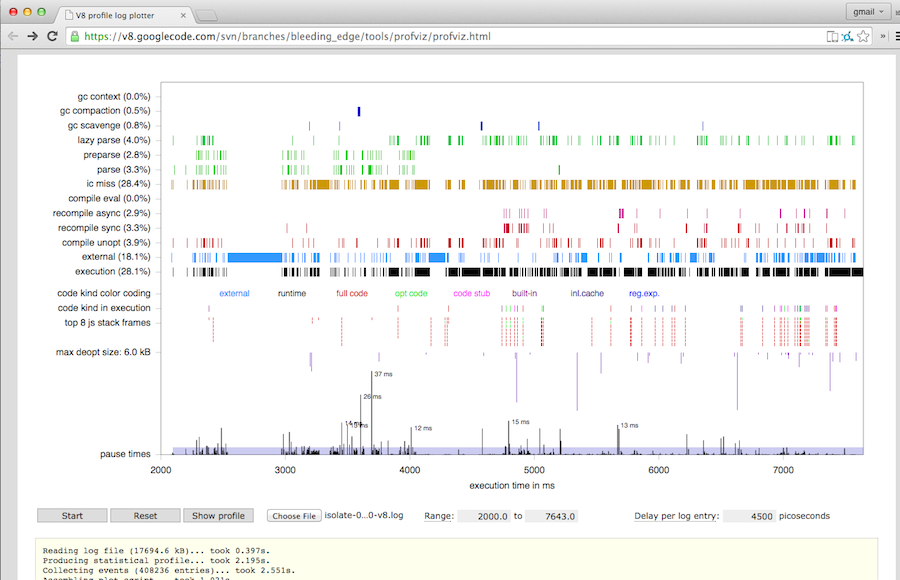 V8 profile log plotter
gmail
https://v8.googlecode.com/svn/branches/bleeding_edge/tools/profviz/profviz.html
gc context (0.0%)
gc compaction (0.5%)
gc scavenge (0.8%)
lazy parse (4.0%)
preparse (2.8%)
parse (3.3%)
ic miss (28.4%)
compile eval (0.0%)
recompile async (2.9%)
recompile sync (3.3%)
compile unopt (3.9%)
external (18.1%)
execution (28.1%)
code kind color coding external runtime full code opt code code stub built-in inl.cache reg.exp.
code kind in execution
top 8 js stack frames
max deopt size: 6.0 kB
37 ms
26 ms
12 ms 15 ms 13 ms
pause times
2000 3000 4000 5000 6000 7000
execution time in ms
Start Reset Show profile Choose File isolate-0...0-v8.log Range: 2000.0 to 7643.0 Delay per log entry: 4500 picoseconds
Reading log file (17694.6 kB)... took 0.397s.
Producing statistical profile... took 2.195s.
Collecting events (408236 entries)... took 2.551s.